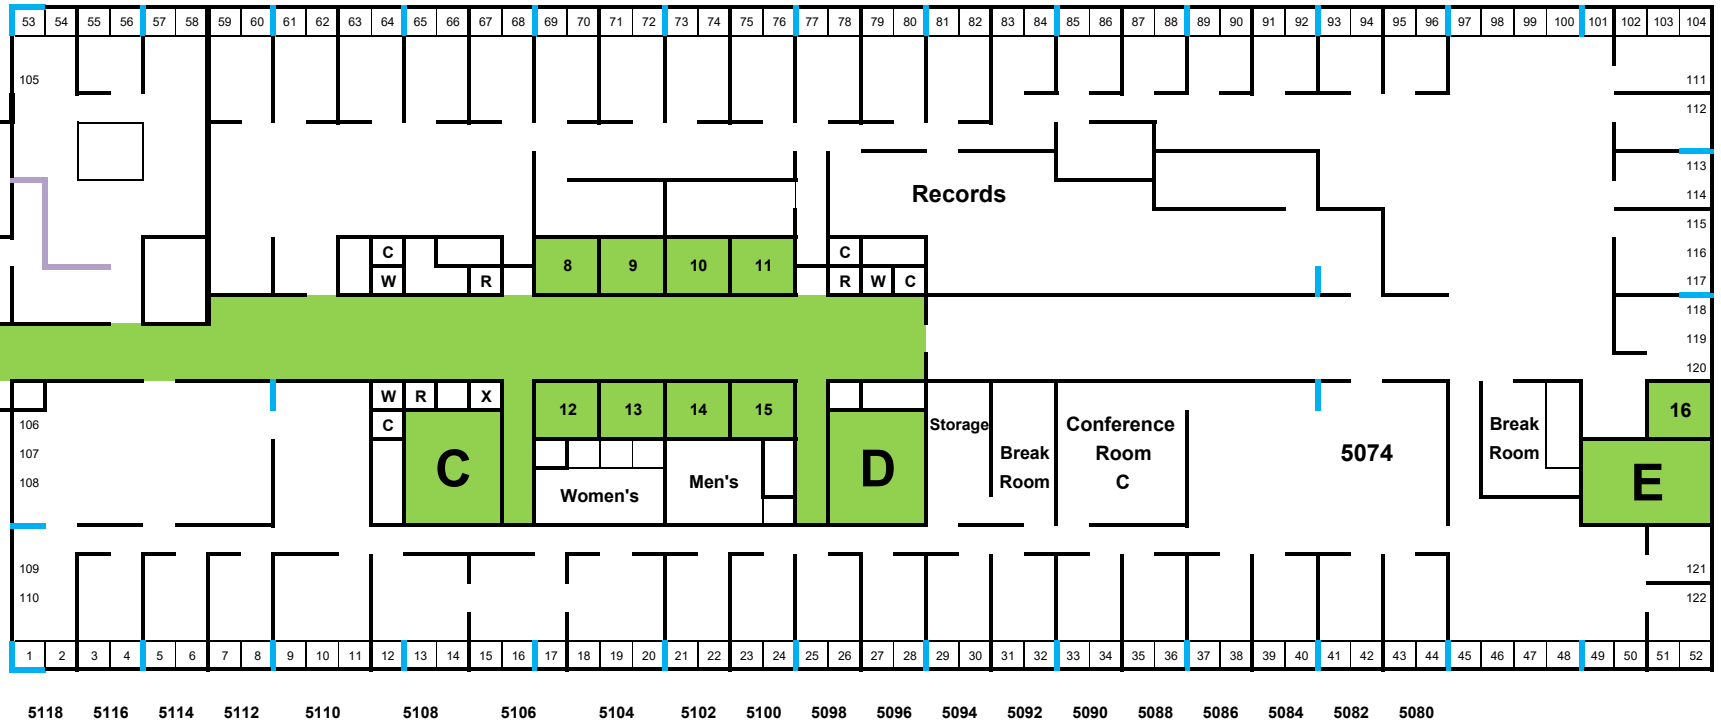 53 54 55 56 57 58 59 60 61 62 63 64 65 66 67 68 69 70 71 72 73 74 75 76 77 78 79 80 81 82 83 84 85 86 87 88 89 90 91 92 93 94 95 96 97 98 99 100 101 102 103 104
105 111
112
113
Records 114
115
C C 116
8 9 10 11
W R R W C 117
118
119
120
W R X
12 13 14 15 16
106 C Storage Conference Break
107 Break Room 5074 Room
C D E
108 Women's Men's Room C
109 121
110 122
1 2 3 4 5 6 7 8 9 10 11 12 13 14 15 16 17 18 19 20 21 22 23 24 25 26 27 28 29 30 31 32 33 34 35 36 37 38 39 40 41 42 43 44 45 46 47 48 49 50 51 52
5118 5116 5114 5112 5110 5108 5106 5104 5102 5100 5098 5096 5094 5092 5090 5088 5086 5084 5082 5080